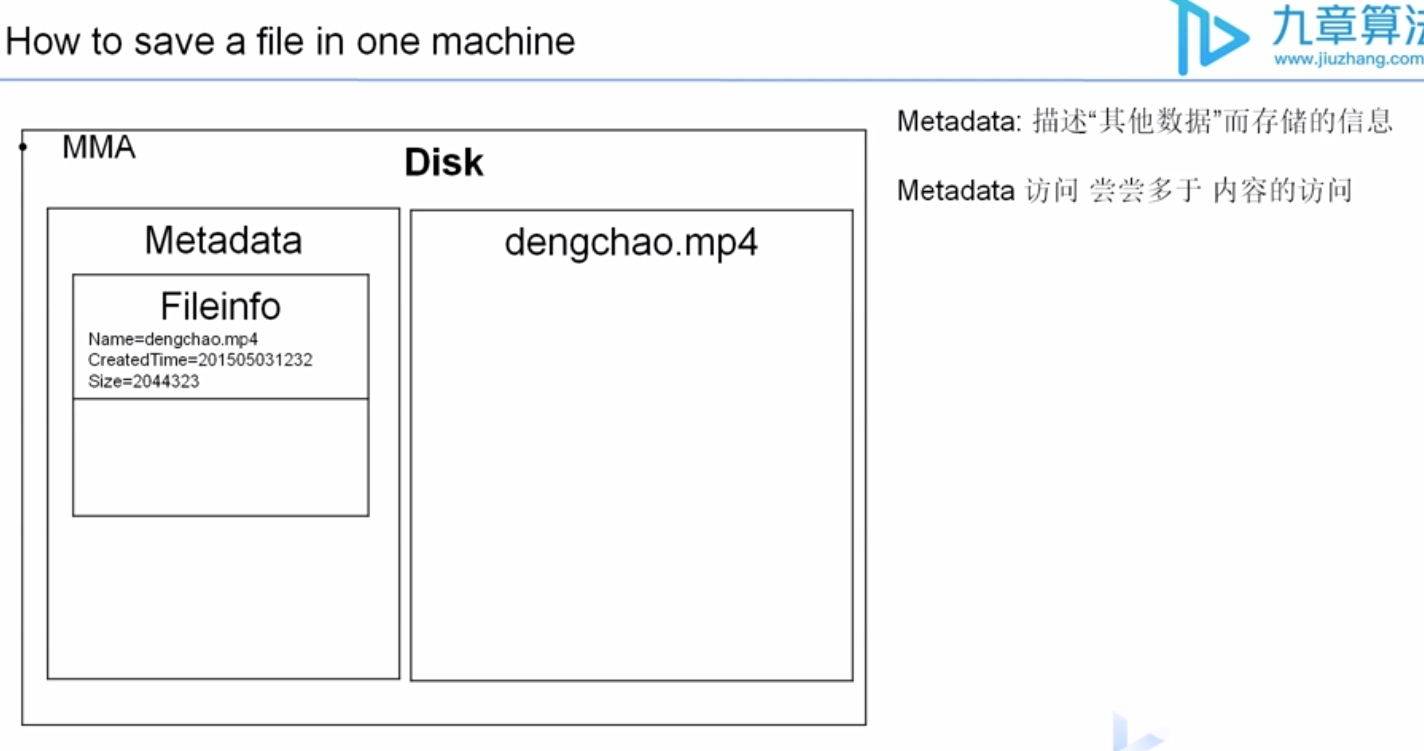 How to save a file in one machine
九章算法
www.jiuzhang.com
• MMA
Disk
Metadata
Fileinfo
Name=dengchao.mp4
CreatedTime=201505031232
Size=2044323
dengchao.mp4
Metadata: 描述“其他数据”而存储的信息
Metadata 访问 尝尝多于 内容的访问